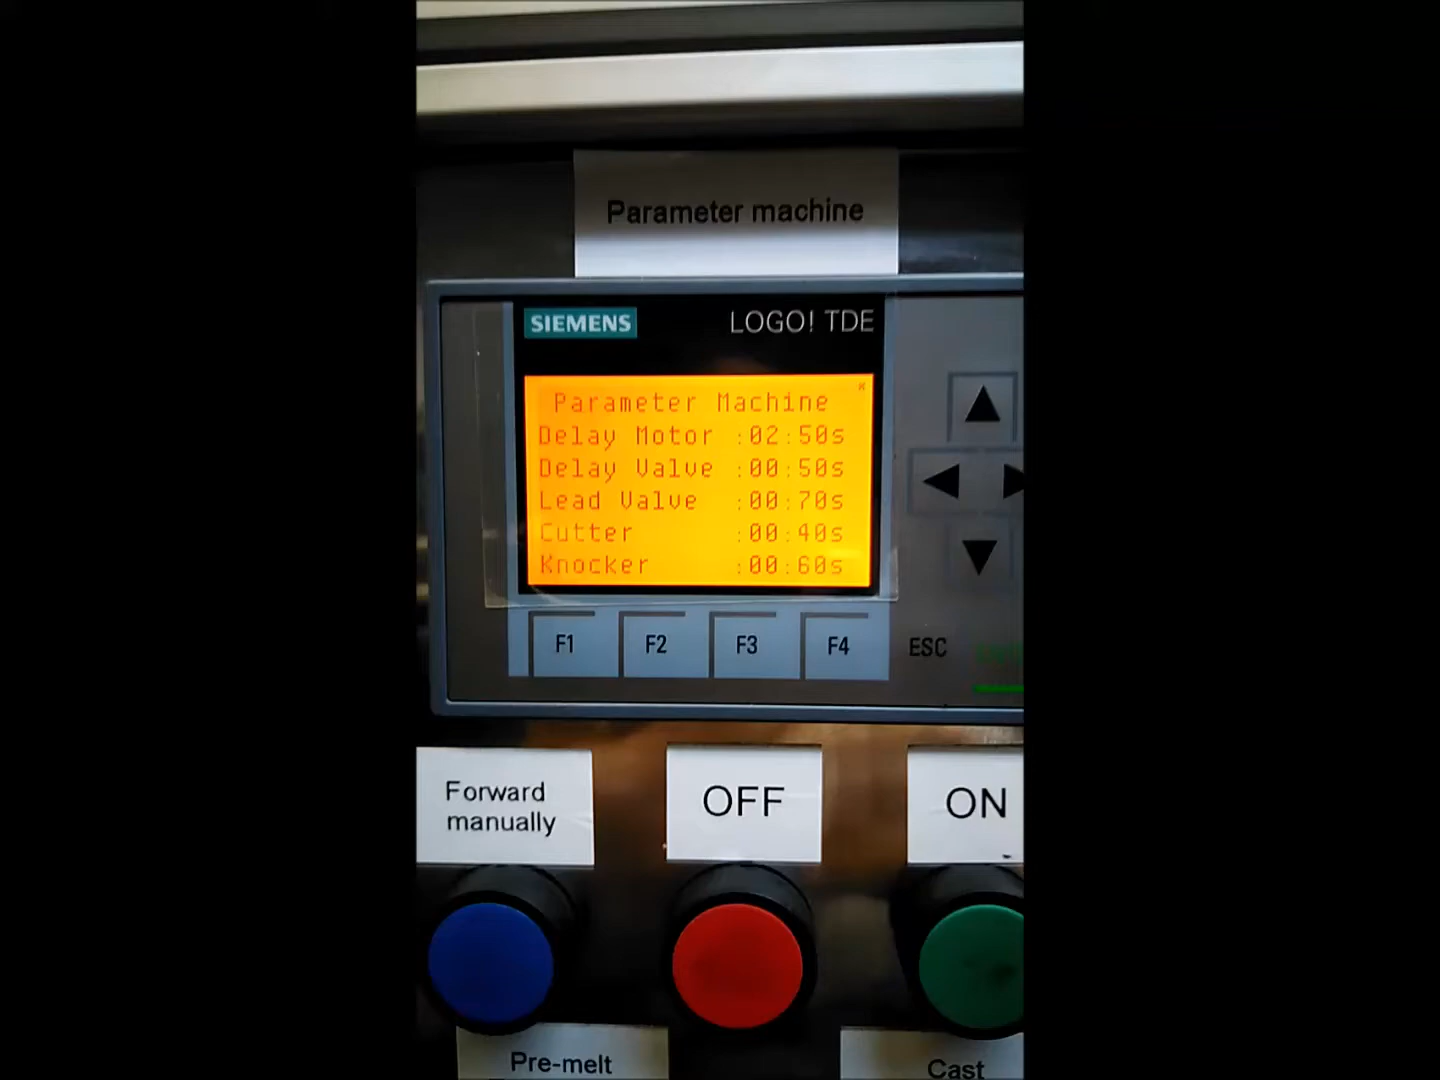 Parameter machine
SIEMENS LOGO! TDE
Parameter Machine
Delay Motor :02:50s
Delay Valve :00:50s
Lead Valve :00:70s
Cutter :00:40s
Knocker :00:60s
F1 F2 F3 F4 ESC
Forward
manually
OFF
ON
Pre-melt
Cast